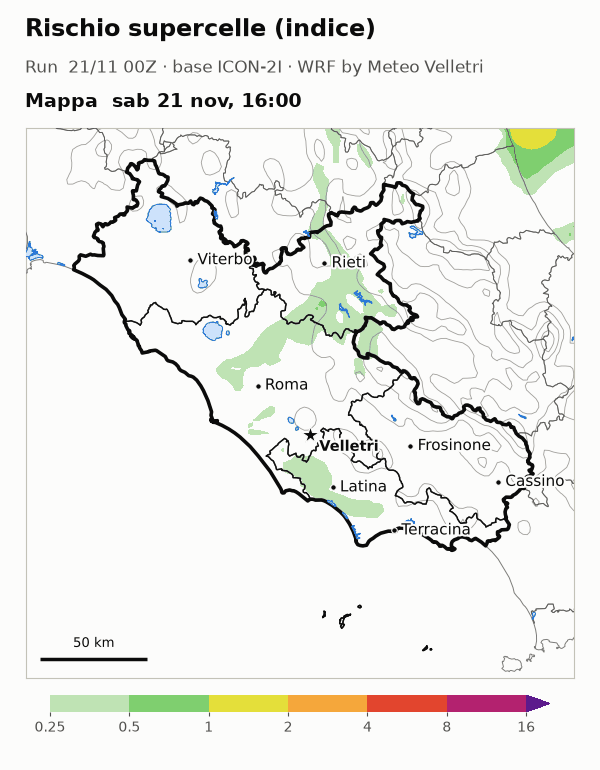 Rischio supercelle (indice)
Run 21/11 00Z · base ICON-2I · WRF by Meteo Velletri
Mappa sab 21 nov, 16:00
Viterbo
Rieti
Roma
Velletri
Frosinone
Latina
Cassino
Terracina
50 km
0.25 0.5 1 2 4 8 16